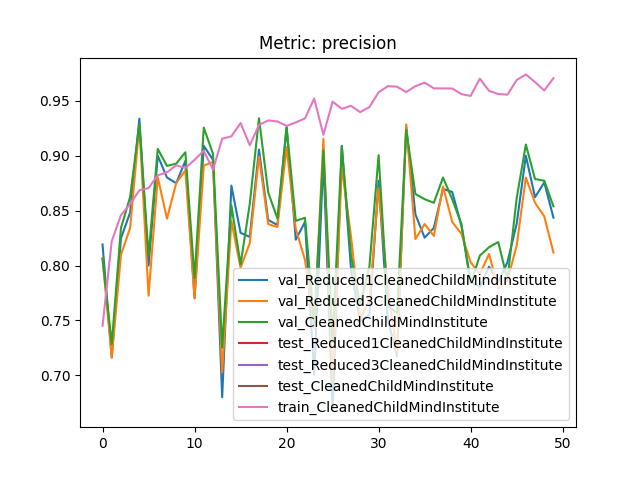 Metric: precision
0.95
0.90
0.85
0.80
0.75
0.70
val_Reduced1CleanedChildMindInstitute
val_Reduced3CleanedChildMindInstitute
val_CleanedChildMindInstitute
test_Reduced1CleanedChildMindInstitute
test_Reduced3CleanedChildMindInstitute
test_CleanedChildMindInstitute
train_CleanedChildMindInstitute
0 10 20 30 40 50